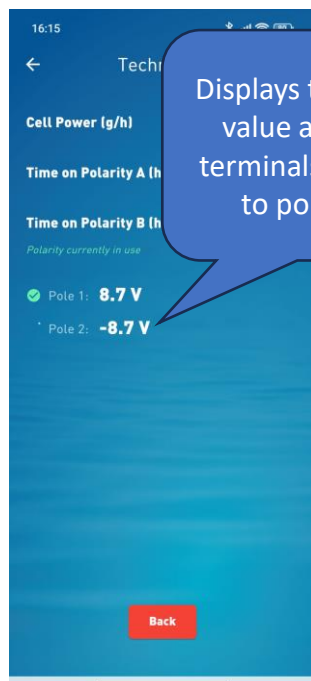 16:15
Techn
Displays t
value a
terminals
to po
Cell Power (g/h)
Time on Polarity A (h
Time on Polarity B (h
Polarity currently in use
Pole 1: 8.7 V
Pole 2: -8.7 V
Back